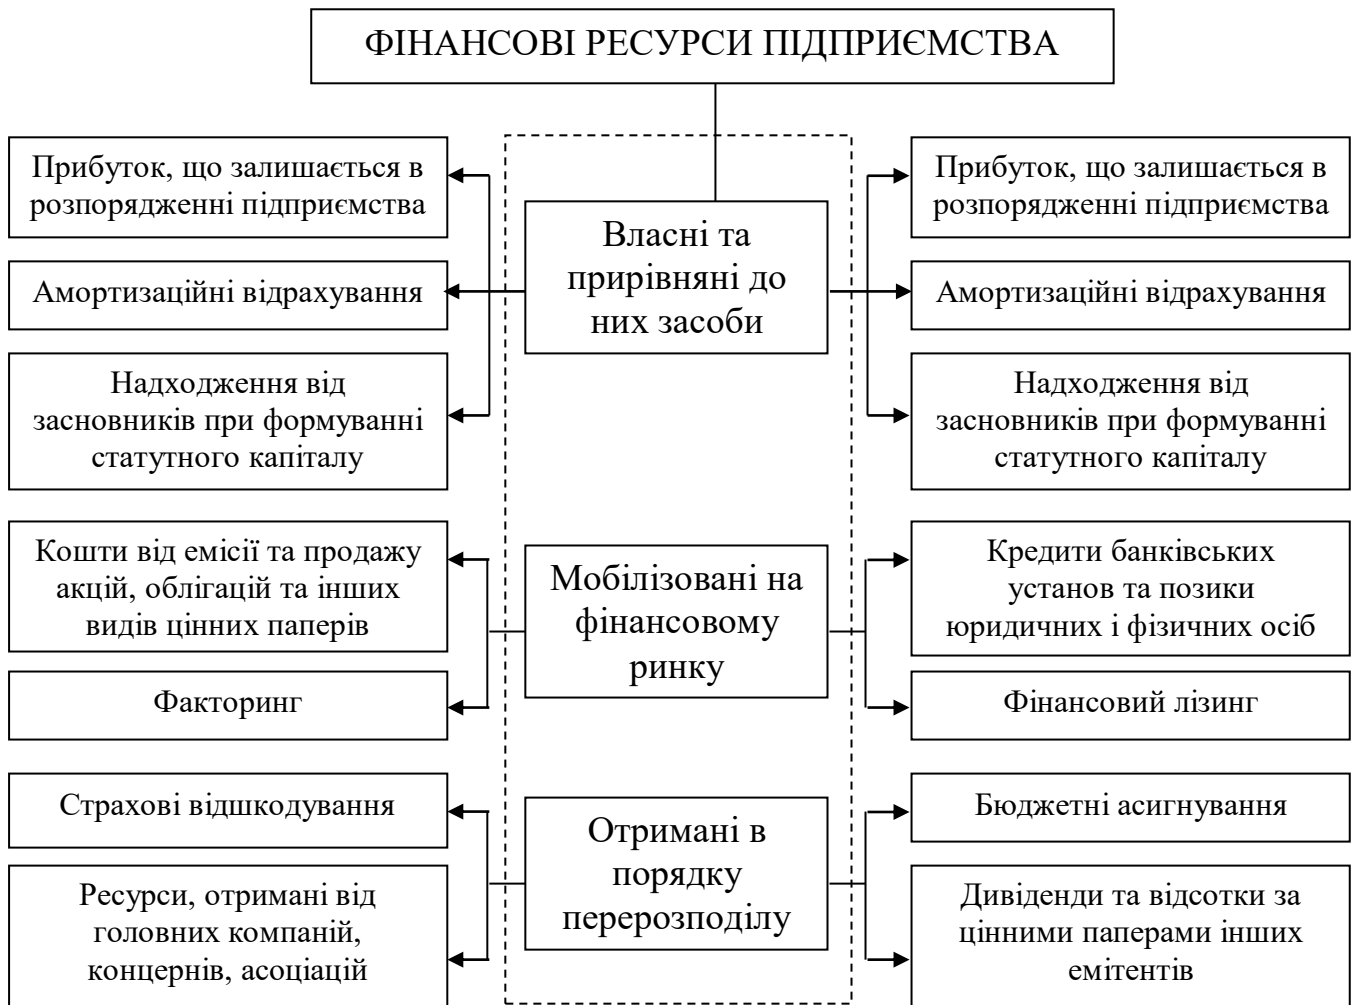 ФІНАНСОВІ РЕСУРСИ ПІДПРИЄМСТВА
Прибуток, що залишається в
розпорядженні підприємства
Амортизаційні відрахування
Надходження від
засновників при формуванні
статутного капіталу
Власні та
прирівняні до
них засоби
Прибуток, що залишається в
розпорядженні підприємства
Амортизаційні відрахування
Надходження від
засновників при формуванні
статутного капіталу
Кошти від емісії та продажу
акцій, облігацій та інших
видів цінних паперів
Факторинг
Мобілізовані на
фінансовому
ринку
Кредити банківських
установ та позики
юридичних і фізичних осіб
Фінансовий лізинг
Страхові відшкодування
Ресурси, отримані від
головних компаній,
концернів, асоціацій
Отримані в
порядку
перерозподілу
Бюджетні асигнування
Дивіденди та відсотки за
цінними паперами інших
емітентів